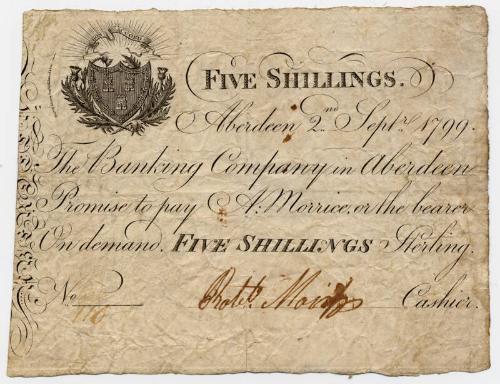 FIVE SHILLINGS.
Aberdeen 2nd Septr. 1799.
The Banking Company in Aberdeen
Promise to pay A: Morrice, or the bearer
On demand. FIVE SHILLINGS Sterling.
No
Robt. Cashier.